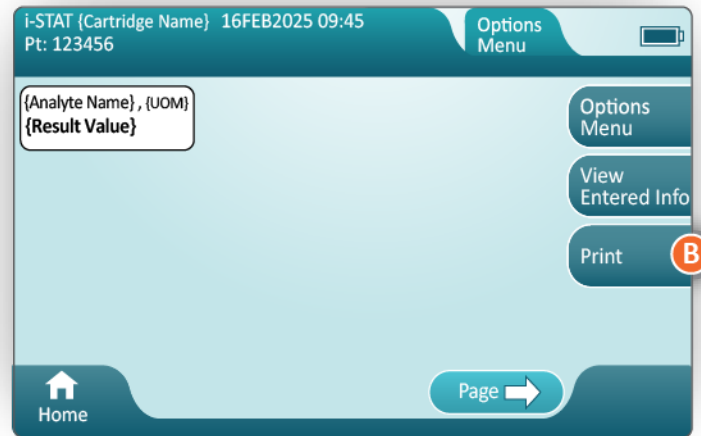 i-STAT {Cartridge Name} 16FEB2025 09:45
Pt: 123456
Options
Menu
{Analyte Name}, {UOM}
{Result Value}
Options
Menu
View
Entered Info
Print
B
Page
Home